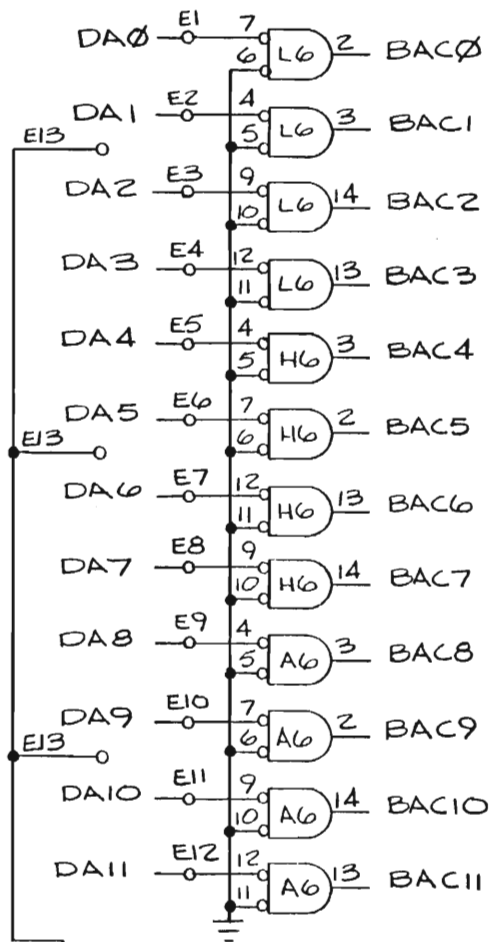 DAØ E1 7 6 L6 2 BACØ
DA1 E2 4 5 L6 3 BAC1
E13
DA2 E3 9 10 L6 14 BAC2
DA3 E4 12 11 L6 13 BAC3
DA4 E5 4 5 H6 3 BAC4
DA5 E6 7 6 H6 2 BAC5
E13
DA6 E7 12 11 H6 13 BAC6
DA7 E8 9 10 H6 14 BAC7
DA8 E9 4 5 A6 3 BAC8
DA9 E10 7 6 A6 2 BAC9
E13
DA10 E11 9 10 A6 14 BAC10
DA11 E12 12 11 A6 13 BAC11